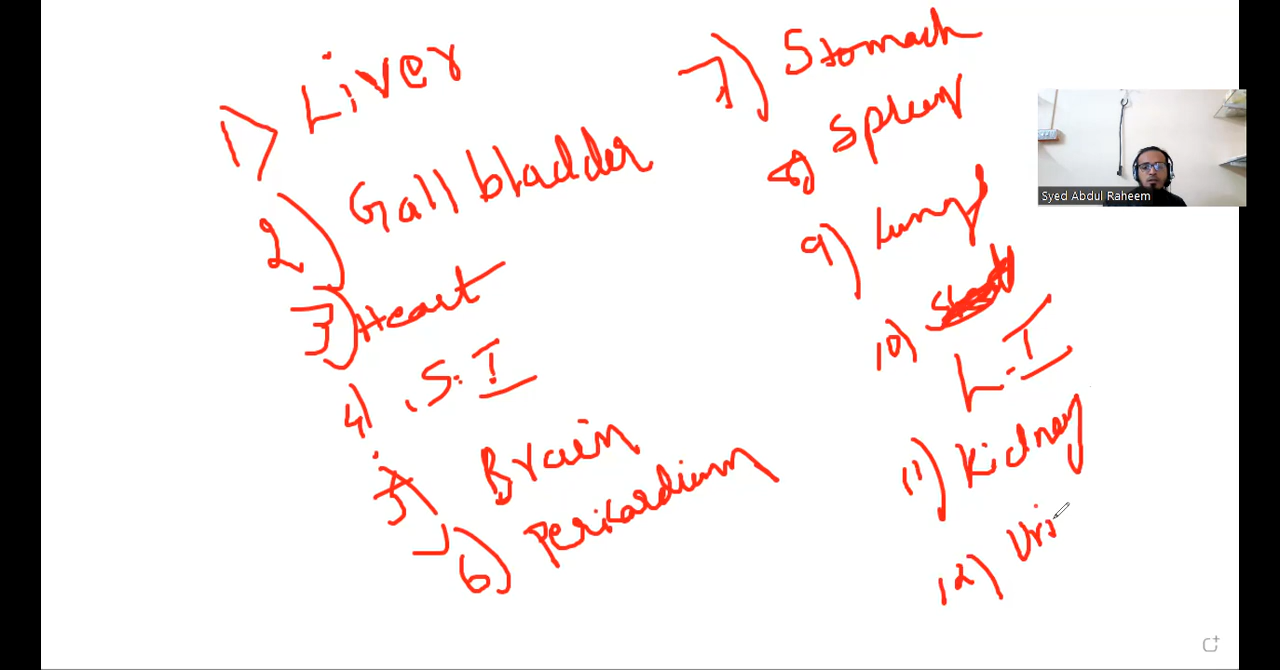 1) Liver
2) Gall bladder
3) Heart
4) S.I
5) Brain
6) Pericardium
7) Stomach
8) Spleen
9) Lungs
10)
L.I
11) Kidney
12) Uri
Syed Abdul Raheem